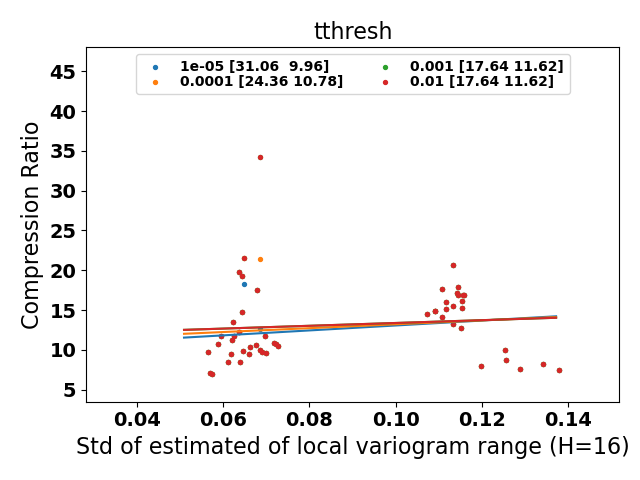 tthresh
1e-05 [31.06  9.96]
0.0001 [24.36 10.78]
0.001 [17.64 11.62]
0.01 [17.64 11.62]
Compression Ratio
45
40
35
30
25
20
15
10
5
0.04 0.06 0.08 0.10 0.12 0.14
Std of estimated of local variogram range (H=16)